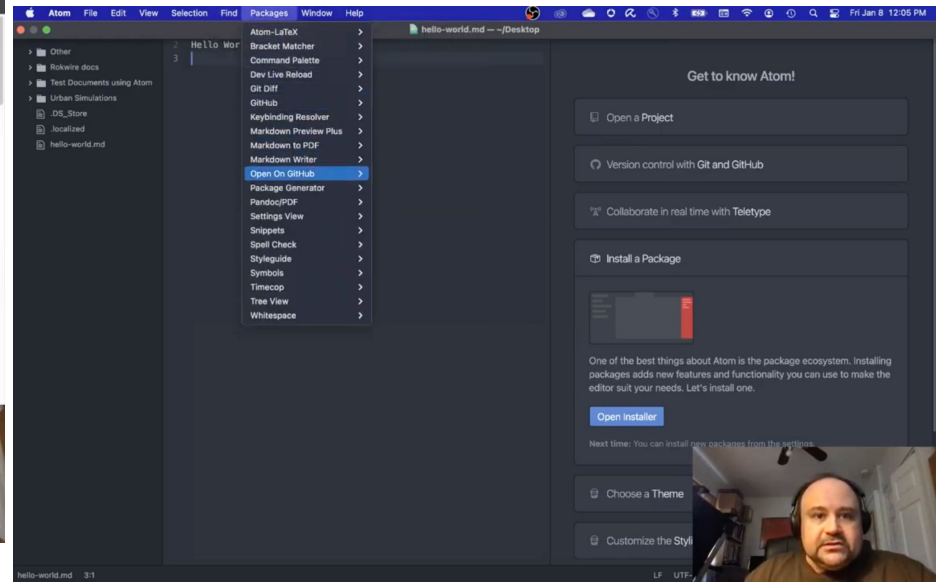 Atom File Edit View Selection Find Packages Window Help Fri Jan 8 12:05 PM
hello-world.md — ~/Desktop
Other
Rokwire docs
Test Documents using Atom
Urban Simulations
.DS_Store
.localized
hello-world.md
2 Hello Wor
3
Atom-LaTeX
Bracket Matcher
Command Palette
Dev Live Reload
Git Diff
GitHub
Keybinding Resolver
Markdown Preview Plus
Markdown to PDF
Markdown Writer
Open On GitHub
Package Generator
Pandoc/PDF
Settings View
Snippets
Spell Check
Styleguide
Symbols
Timecop
Tree View
Whitespace
Get to know Atom!
Open a Project
Version control with Git and GitHub
Collaborate in real time with Teletype
Install a Package
One of the best things about Atom is the package ecosystem. Installing
packages adds new features and functionality you can use to make the
editor suit your needs. Let's install one.
Open Installer
Next time: You can install new packages from the settings.
Choose a Theme
Customize the Styli
hello-world.md 3:1
LF UTF-